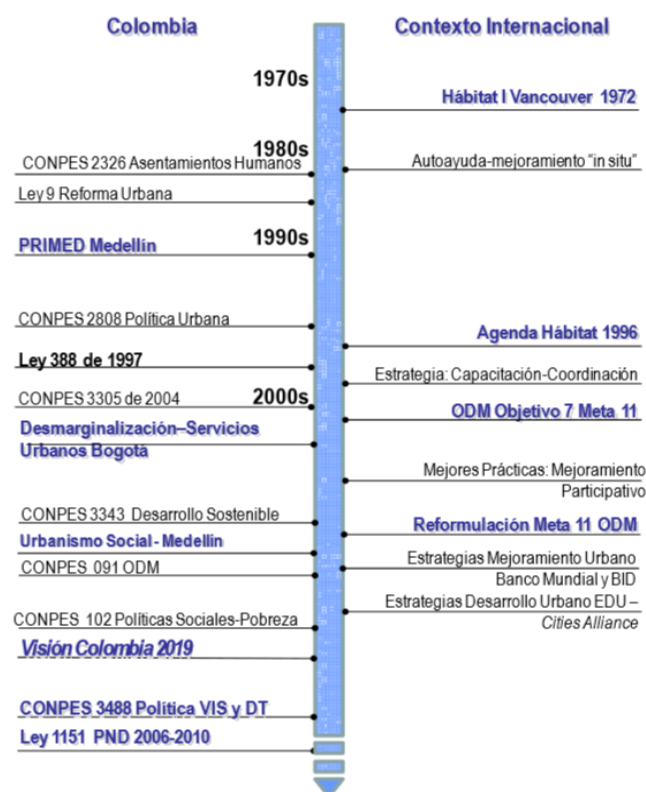 Colombia
Contexto Internacional
1970s
Hábitat I Vancouver 1972
1980s
CONPES 2326 Asentamientos Humanos
Autoayuda-mejoramiento "in situ"
Ley 9 Reforma Urbana
1990s
PRIMED Medellín
CONPES 2808 Política Urbana
Agenda Hábitat 1996
Ley 388 de 1997
Estrategia: Capacitación-Coordinación
2000s
CONPES 3305 de 2004
ODM Objetivo 7 Meta 11
Desmarginalización–Servicios
Urbanos Bogotá
Mejores Prácticas: Mejoramiento
Participativo
CONPES 3343 Desarrollo Sostenible
Reformulación Meta 11 ODM
Urbanismo Social - Medellín
Estrategias Mejoramiento Urbano
Banco Mundial y BID
CONPES 091 ODM
Estrategias Desarrollo Urbano EDU –
Cities Alliance
CONPES 102 Políticas Sociales-Pobreza
Visión Colombia 2019
CONPES 3488 Política VIS y DT
Ley 1151 PND 2006-2010